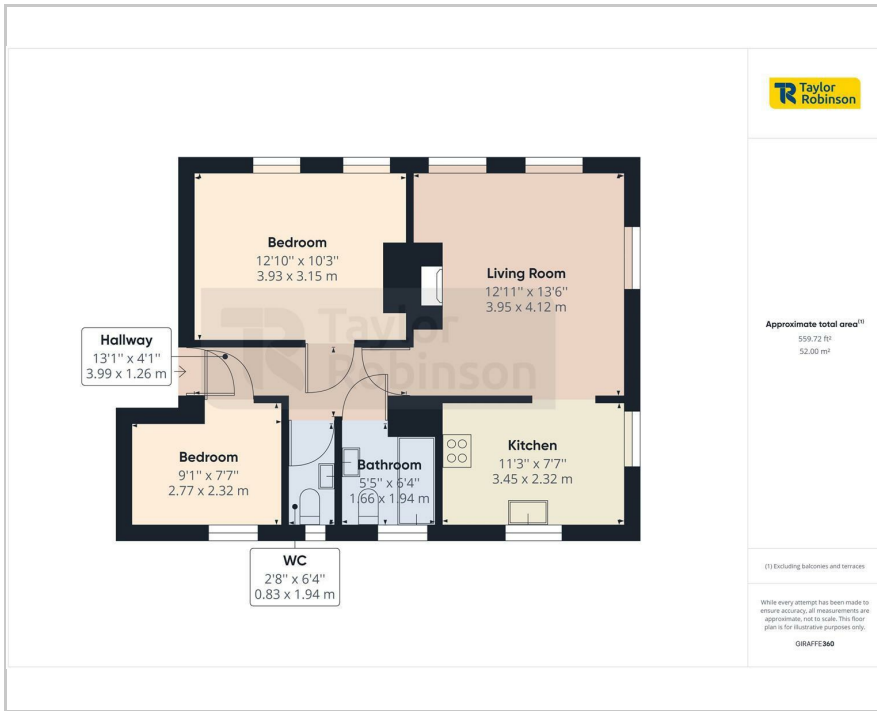 Taylor
Robinson
Bedroom
12'10" x 10'3"
3.93 x 3.15 m
Living Room
12'11" x 13'6"
3.95 x 4.12 m
Hallway
13'1" x 4'1"
3.99 x 1.26 m
Taylor
Robinson
Bedroom
9'1" x 7'7"
2.77 x 2.32 m
Bathroom
5'5" x 6'4"
1.66 x 1.94 m
Kitchen
11'3" x 7'7"
3.45 x 2.32 m
WC
2'8" x 6'4"
0.83 x 1.94 m
Approximate total area(1)
559.72 ft²
52.00 m²
(1) Excluding balconies and terraces
While every attempt has been made to
ensure accuracy, all measurements are
approximate, not to scale. This floor
plan is for illustrative purposes only.
GIRAFFE360